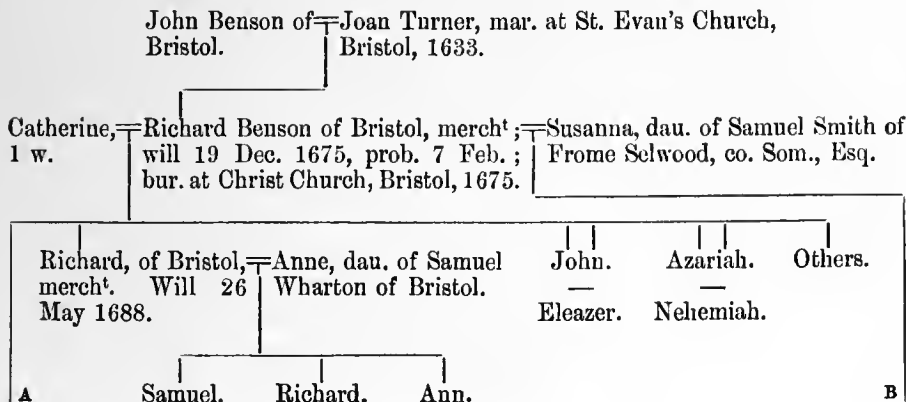 John Benson of Joan Turner, mar. at St. Evan's Church,
Bristol. Bristol, 1633.
Catherine, Richard Benson of Bristol, mercht; Susanna, dau. of Samuel Smith of
1 w. will 19 Dec. 1675, prob. 7 Feb.; Frome Selwood, co. Som., Esq.
bur. at Christ Church, Bristol, 1675.
Richard, of Bristol, Anne, dau. of Samuel John. Azariah. Others.
mercht. Will 26 Wharton of Bristol. — —
May 1688. Eleazer. Nehemiah.
A Samuel. Richard. Ann. B